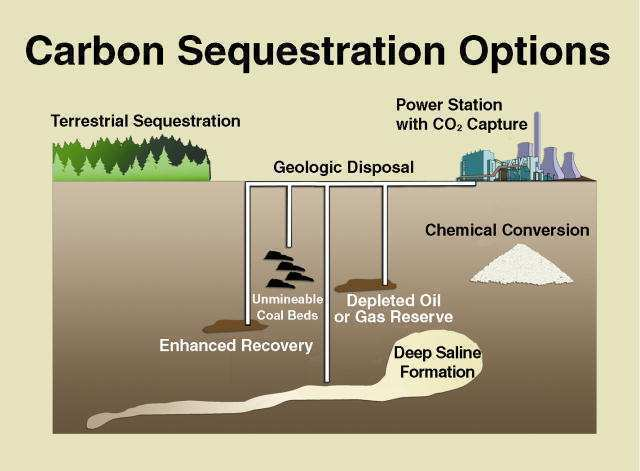 Carbon Sequestration Options
Terrestrial Sequestration
Power Station
with CO₂ Capture
Geologic Disposal
Chemical Conversion
Unmineable
Coal Beds
Depleted Oil
or Gas Reserve
Enhanced Recovery
Deep Saline
Formation